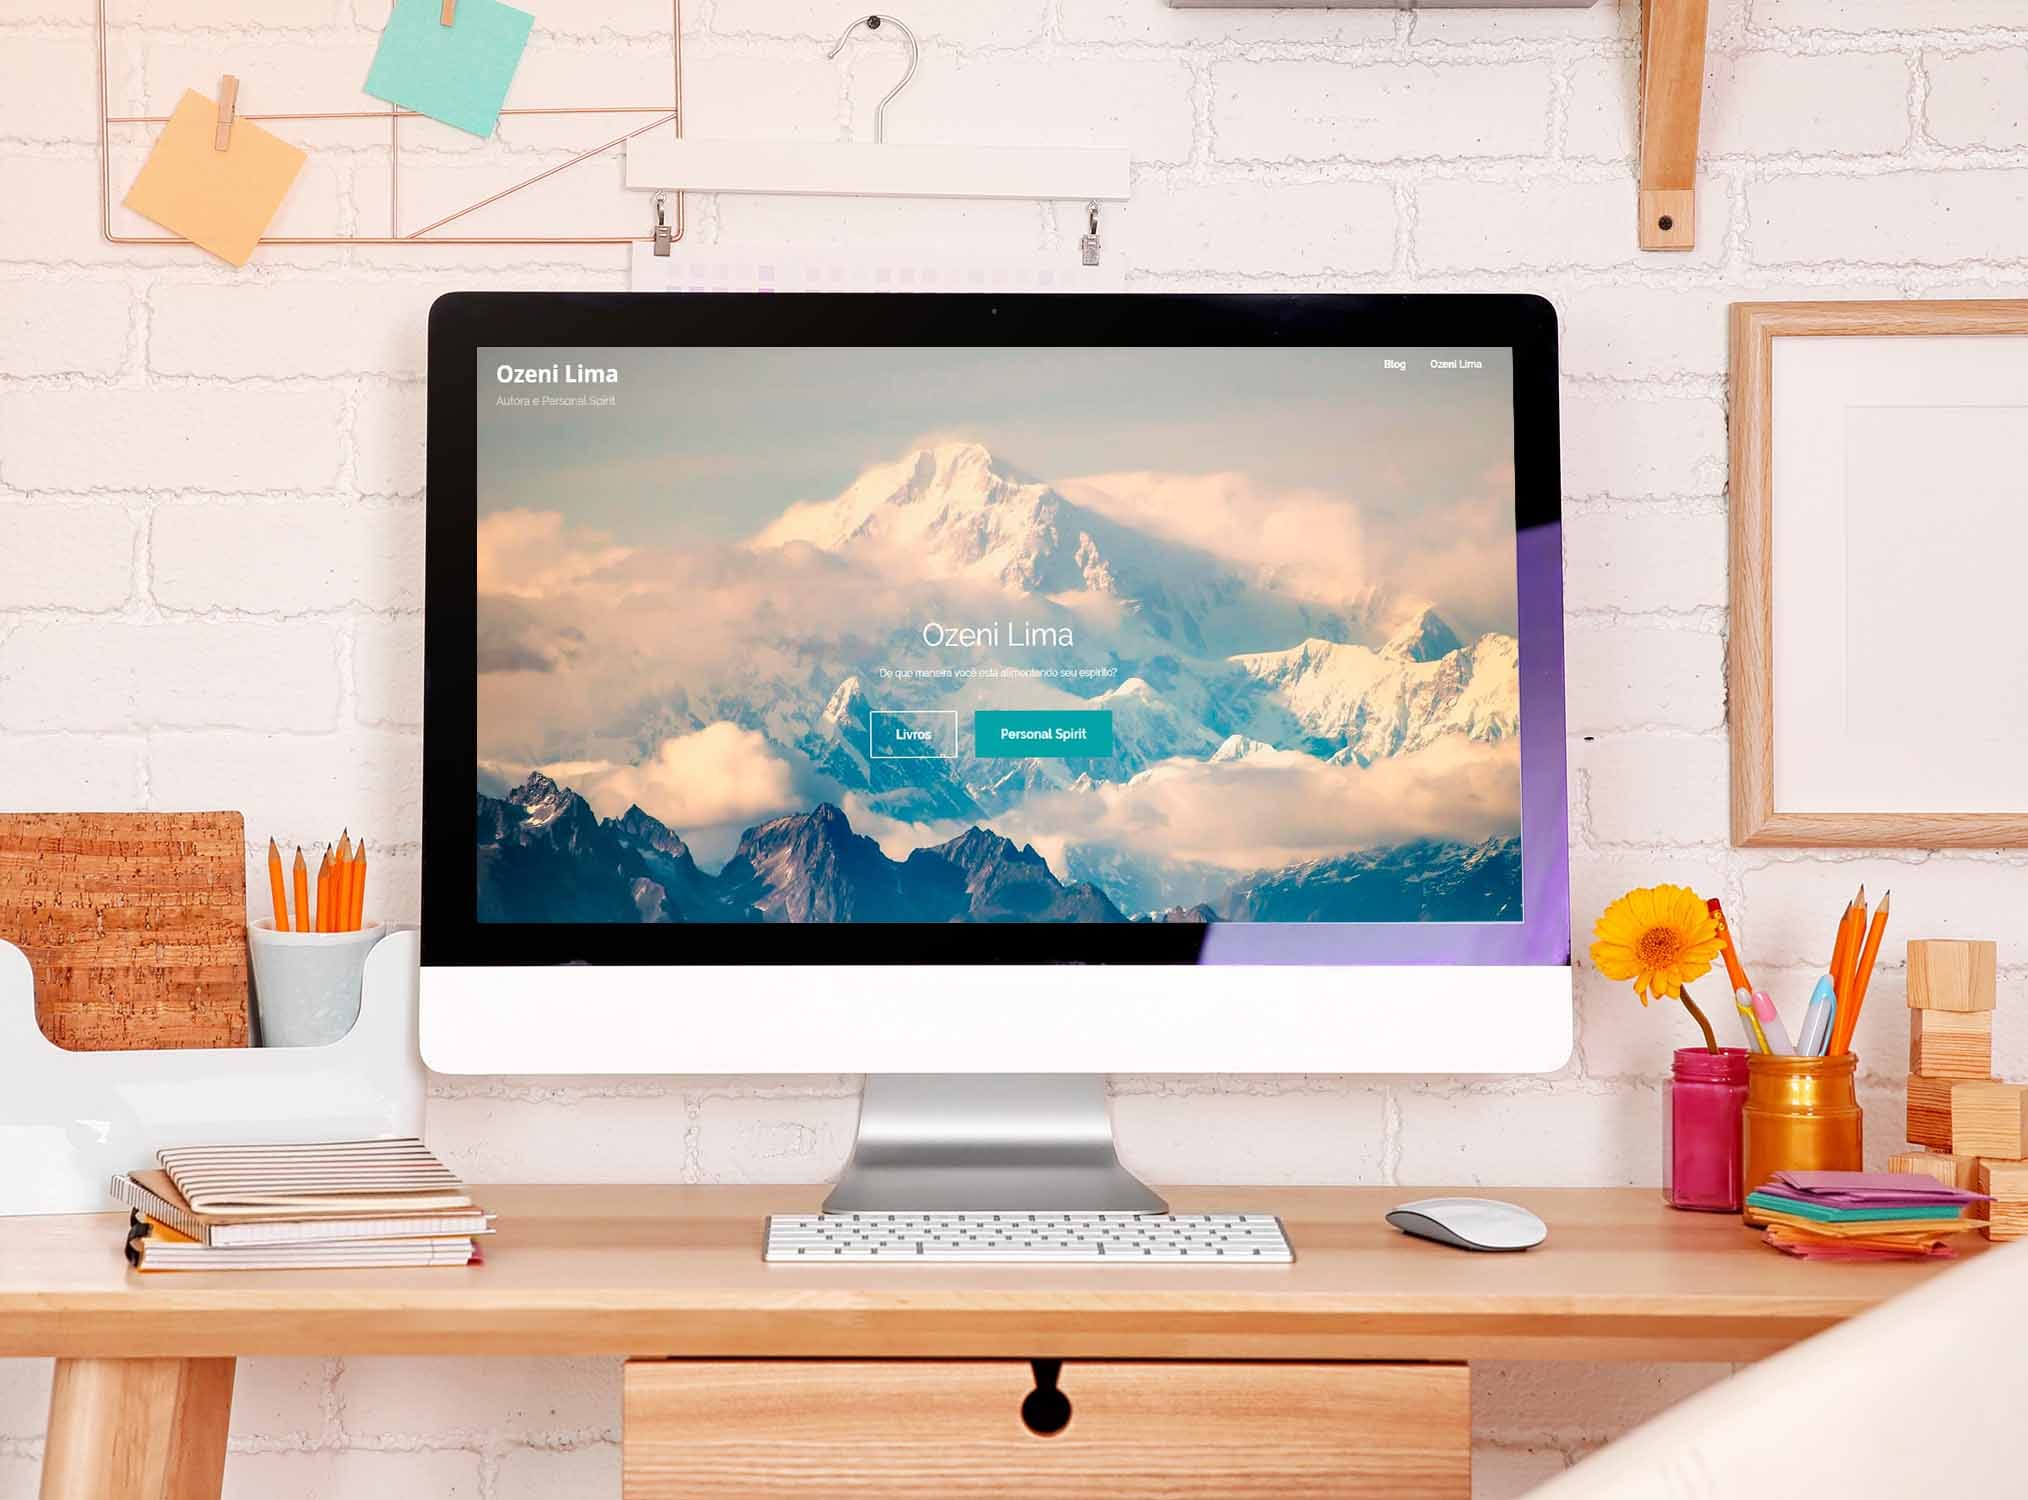 Ozeni Lima
Autora e Personal Spirit
Blog
Ozeni Lima
Ozeni Lima
De que maneira você está alimentando seu espírito?
Livros
Personal Spirit